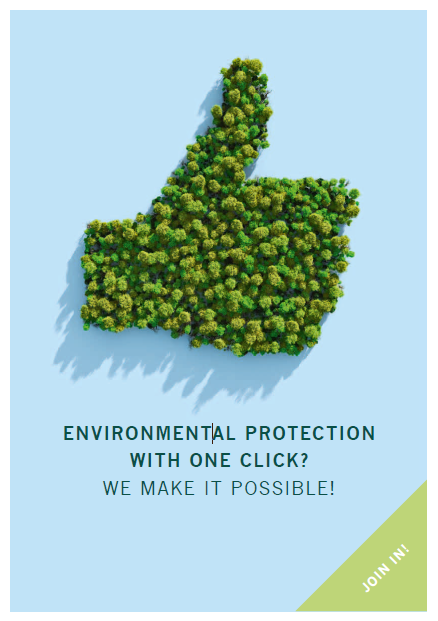 ENVIRONMENTAL PROTECTION
WITH ONE CLICK?
WE MAKE IT POSSIBLE!
JOIN IN!